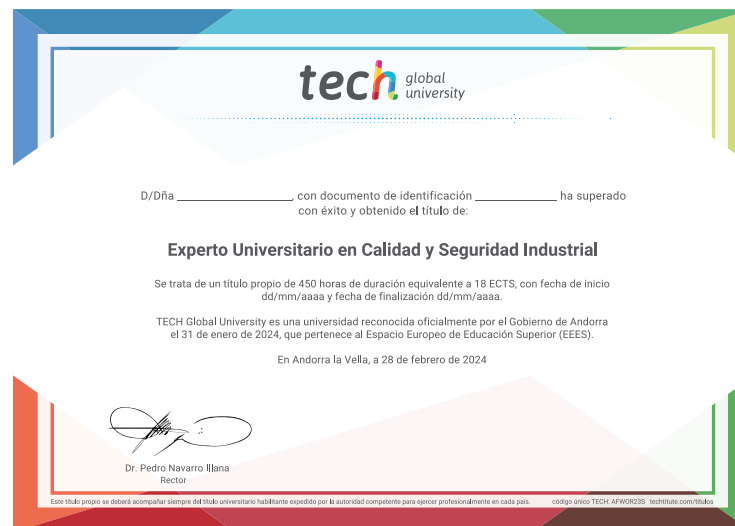 tech global university
D/Dña ____________________, con documento de identificación ______________ ha superado
con éxito y obtenido el título de:
Experto Universitario en Calidad y Seguridad Industrial
Se trata de un título propio de 450 horas de duración equivalente a 18 ECTS, con fecha de inicio
dd/mm/aaaa y fecha de finalización dd/mm/aaaa.
TECH Global University es una universidad reconocida oficialmente por el Gobierno de Andorra
el 31 de enero de 2024, que pertenece al Espacio Europeo de Educación Superior (EEES).
En Andorra la Vella, a 28 de febrero de 2024
Dr. Pedro Navarro Illana
Rector
Este título propio se deberá acompañar siempre del título universitario habilitante expedido por la autoridad competente para ejercer profesionalmente en cada país. código único TECH: AFWOR23S techtitute.com/titulos